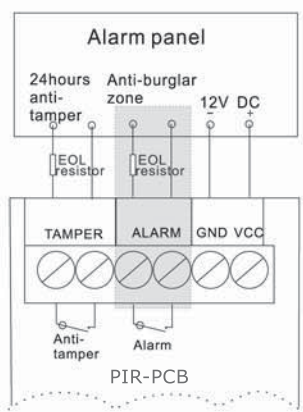 Alarm panel
24hours
anti-
tamper
Anti-burglar
zone
12V DC
- +
EOL
resistor
EOL
resistor
TAMPER ALARM GND VCC
Anti-
tamper
Alarm
PIR-PCB